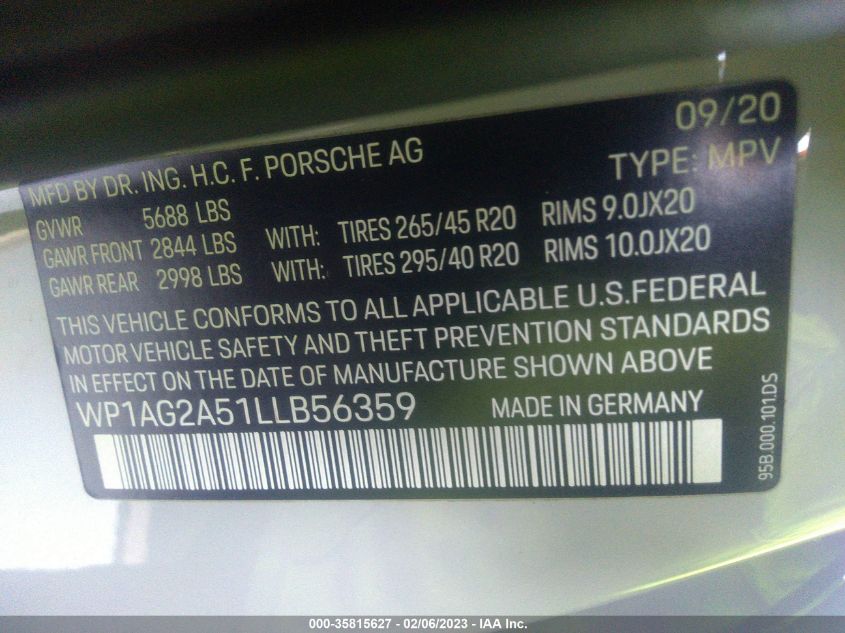 09/20
MFD BY DR. ING. H.C. F. PORSCHE AG
TYPE: MPV
GVWR 5688 LBS
GAWR FRONT 2844 LBS WITH: TIRES 265/45 R20 RIMS 9.0JX20
GAWR REAR 2998 LBS WITH: TIRES 295/40 R20 RIMS 10.0JX20
THIS VEHICLE CONFORMS TO ALL APPLICABLE U.S.FEDERAL
MOTOR VEHICLE SAFETY AND THEFT PREVENTION STANDARDS
IN EFFECT ON THE DATE OF MANUFACTURE SHOWN ABOVE
WP1AG2A51LLB56359 MADE IN GERMANY
95B.000.101.DS
000-35815627 - 02/06/2023 - IAA Inc.